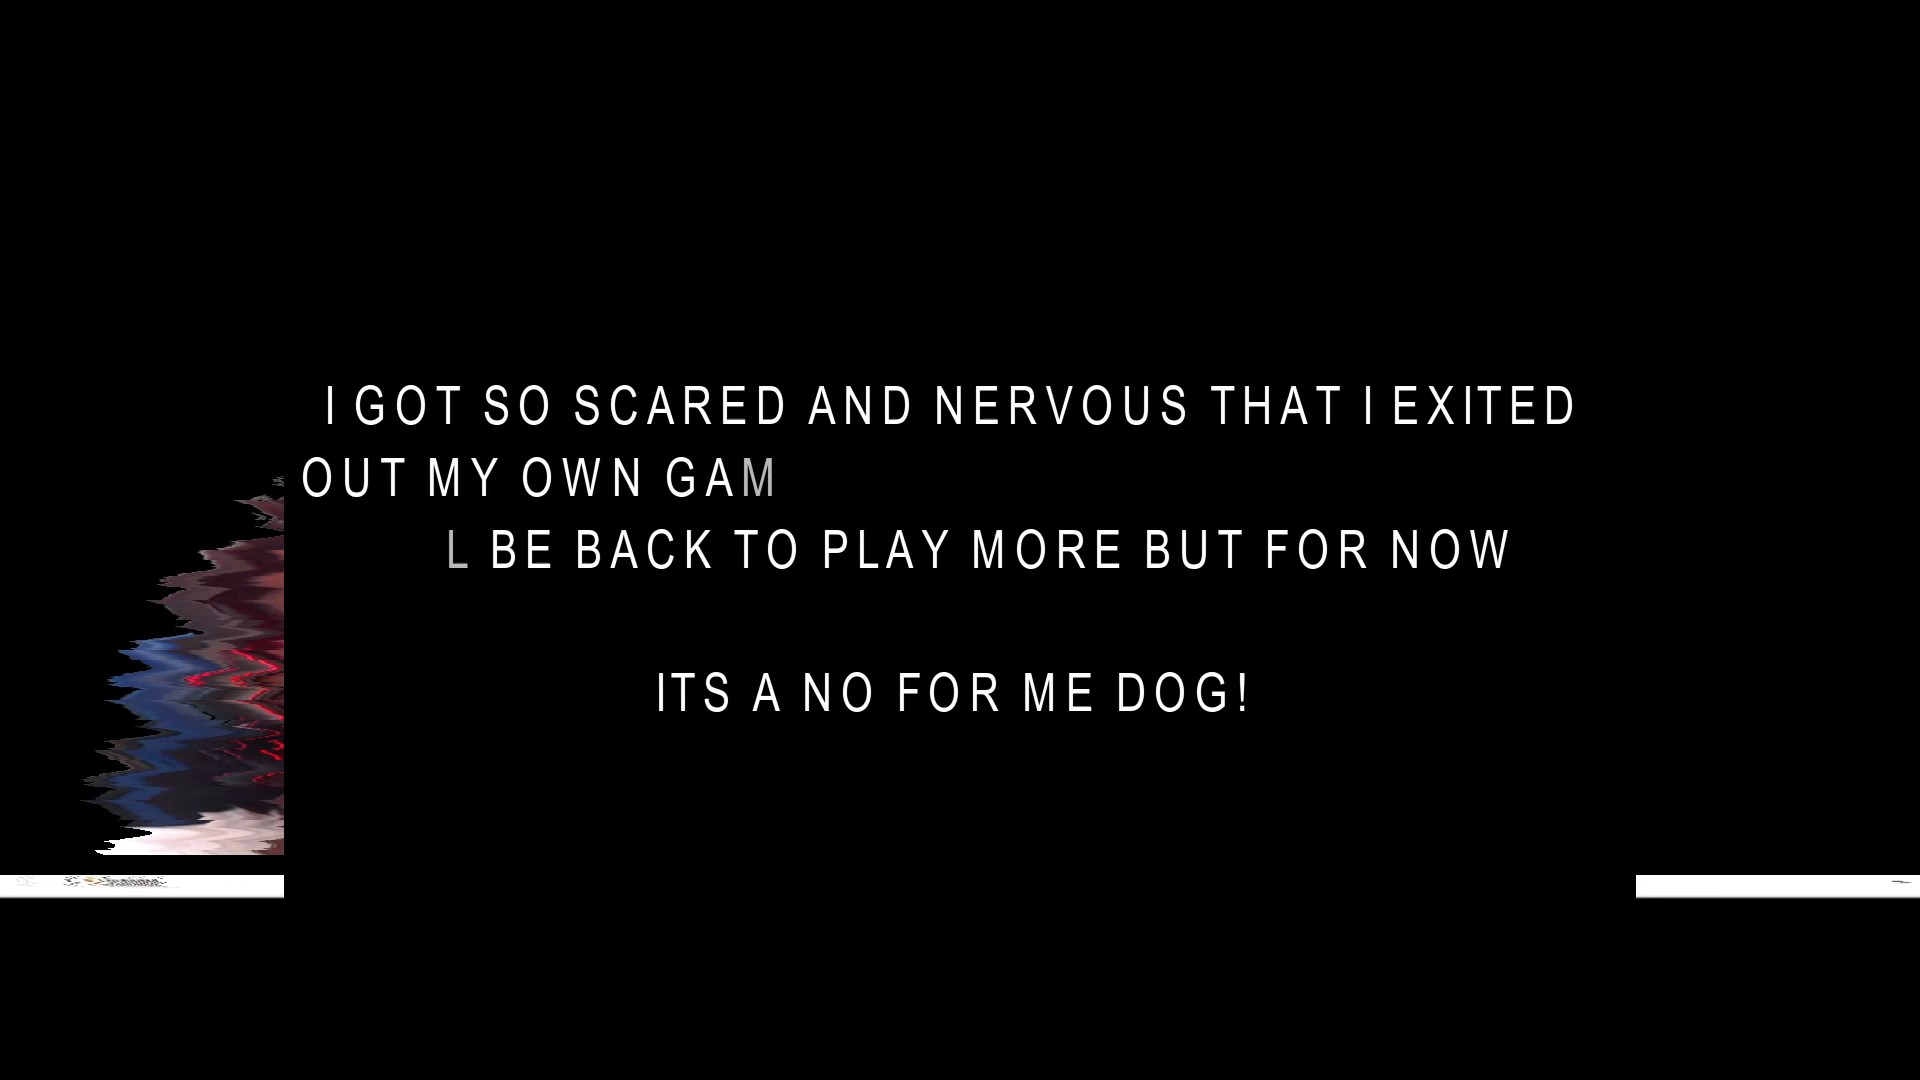 I GOT SO SCARED AND NERVOUS THAT I EXITED
OUT MY OWN GAM
L BE BACK TO PLAY MORE BUT FOR NOW
ITS A NO FOR ME DOG!